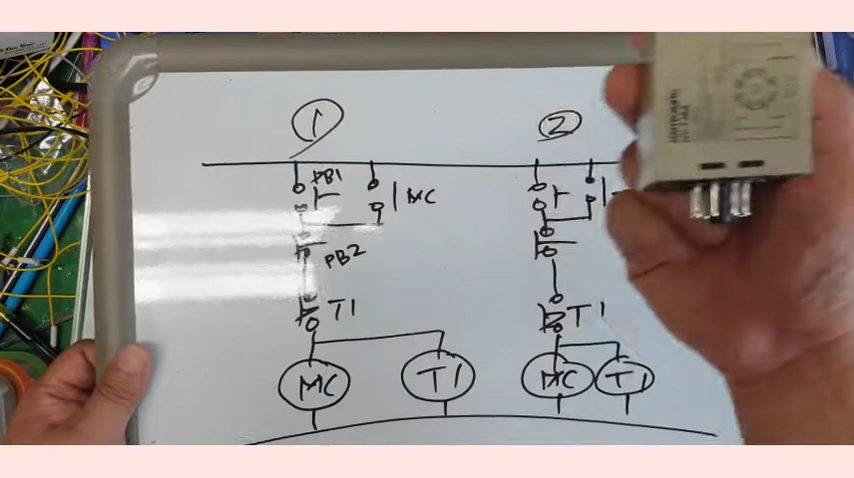 1 2
PB1
MC
PB2
T1 T1
MC T1 MC T1